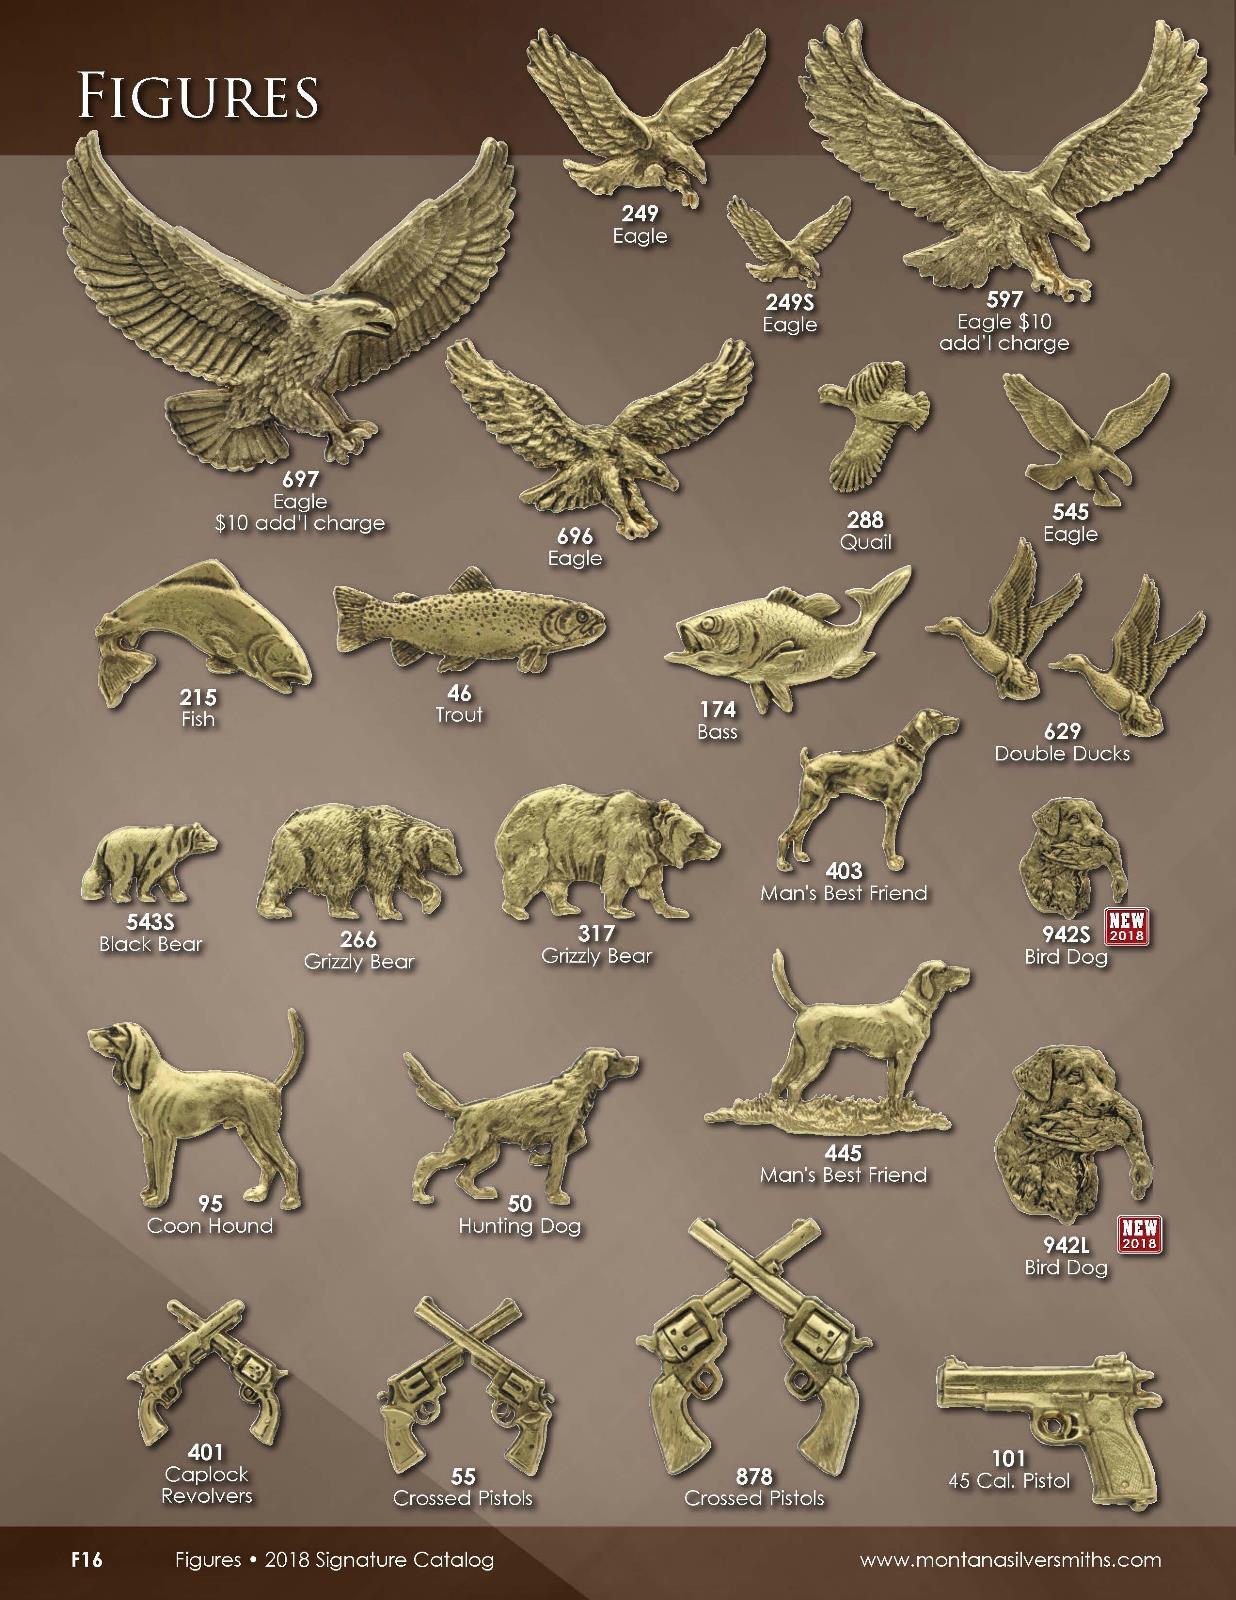 FIGURES
249
Eagle
249S
Eagle
597
Eagle $10
add'l charge
697
Eagle
$10 add'l charge
696
Eagle
288
Quail
545
Eagle
215
Fish
46
Trout
174
Bass
629
Double Ducks
403
Man's Best Friend
543S
Black Bear
266
Grizzly Bear
317
Grizzly Bear
942S
Bird Dog
NEW
2018
95
Coon Hound
50
Hunting Dog
445
Man's Best Friend
942L
Bird Dog
NEW
2018
401
Caplock
Revolvers
55
Crossed Pistols
878
Crossed Pistols
101
45 Cal. Pistol
F16 Figures • 2018 Signature Catalog www.montanasilversmiths.com